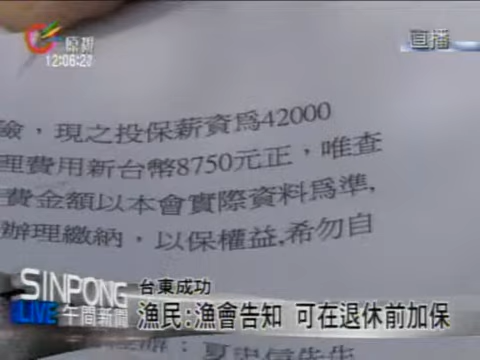 原視
12:06:20
直播
險，現之投保薪資為42000
理費用新台幣8750元正，唯查
費金額以本會實際資料為準,
辦理繳納，以保權益,希勿自
台東成功
SINPONG
LIVE 午間新聞
漁民:漁會告知 可在退休前加保